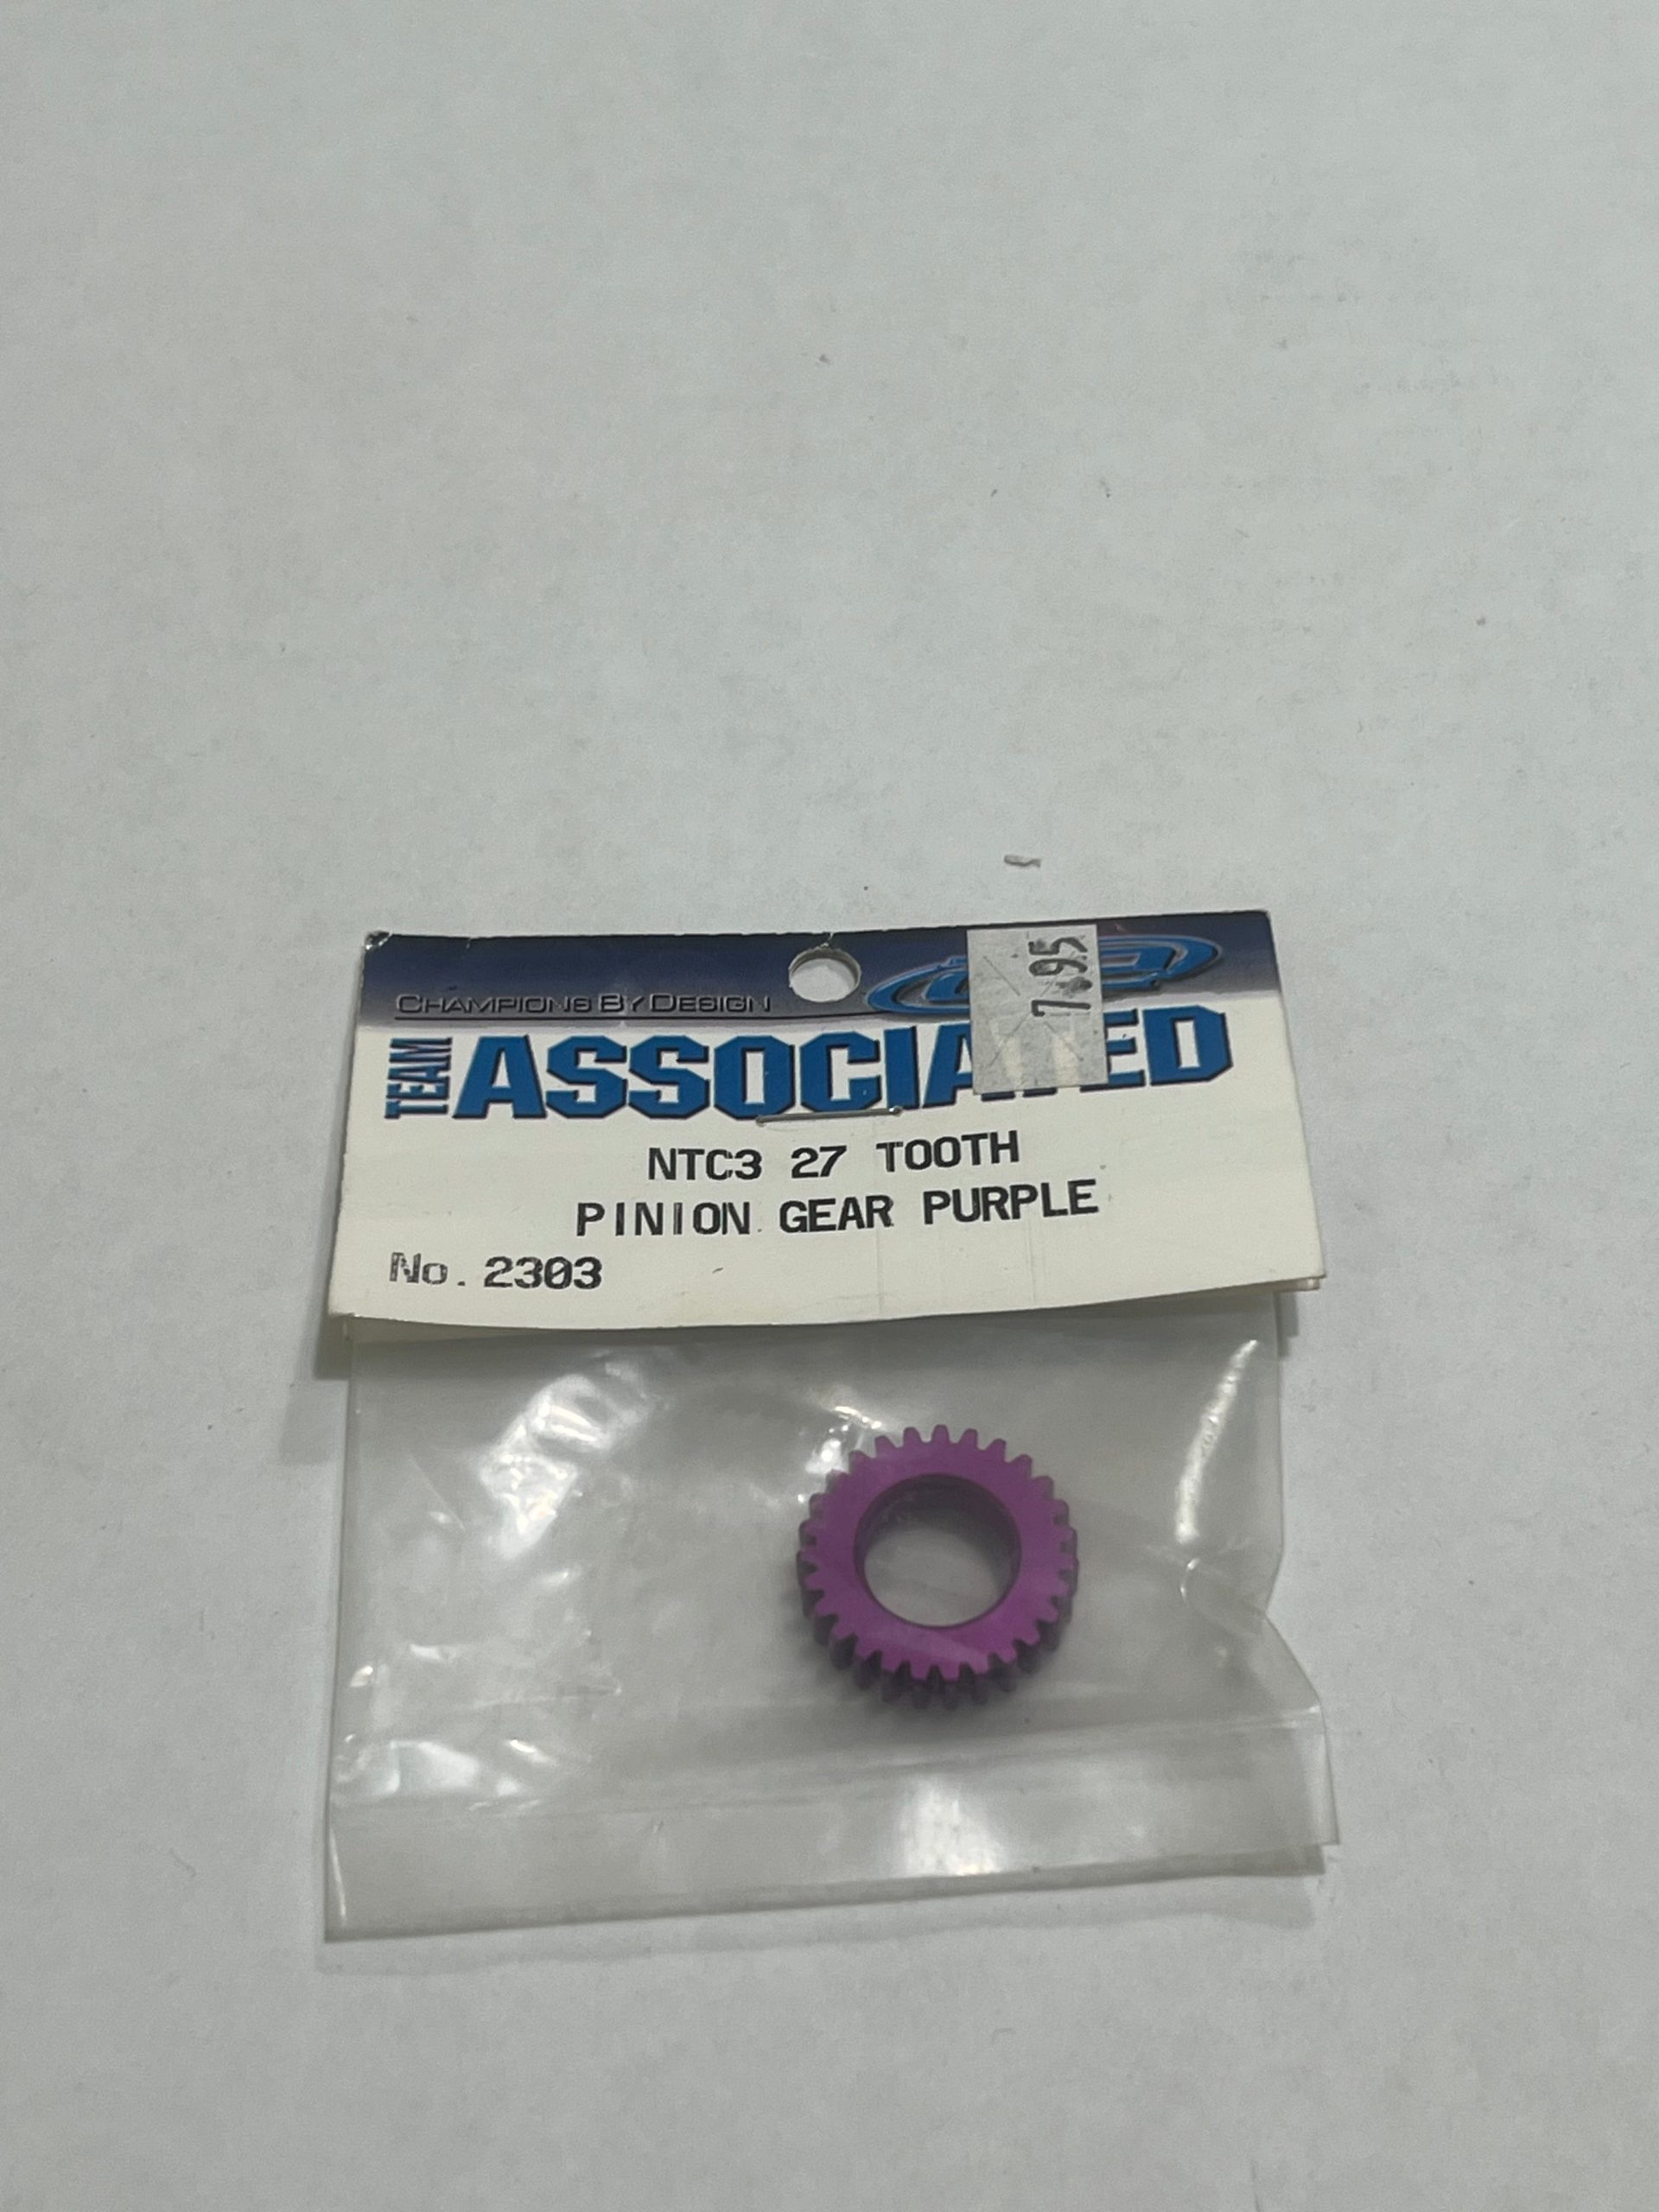 7.95
CHAMPIONS BY DESIGN
TEAM ASSOCIATED
NTC3 27 TOOTH
PINION GEAR PURPLE
No. 2303